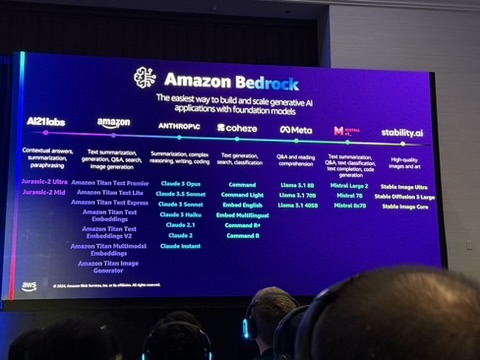 Amazon Bedrock
The easiest way to build and scale generative AI
applications with foundation models
AI21labs
amazon
ANTHROP\C
cohere
Meta
MISTRAL AI_
stability.ai
Contextual answers,
summarization,
paraphrasing
Text summarization,
generation, Q&A, search,
image generation
Summarization, complex
reasoning, writing, coding
Text generation,
search, classification
Q&A and reading
comprehension
Text summarization,
Q&A, text classification,
text completion, code
generation
High-quality
images and art
Jurassic-2 Ultra
Jurassic-2 Mid
Amazon Titan Text Premier
Amazon Titan Text Lite
Amazon Titan Text Express
Amazon Titan Text
Embeddings
Amazon Titan Text
Embeddings V2
Amazon Titan Multimodal
Embeddings
Amazon Titan Image
Generator
Claude 3 Opus
Claude 3.5 Sonnet
Claude 3 Sonnet
Claude 3 Haiku
Claude 2.1
Claude 2
Claude Instant
Command
Command Light
Embed English
Embed Multilingual
Command R+
Command R
Llama 3.1 8B
Llama 3.1 70B
Llama 3.1 405B
Mistral Large 2
Mistral 7B
Mixtral 8x7B
Stable Image Ultra
Stable Diffusion 3 Large
Stable Image Core
aws
© 2024, Amazon Web Services, Inc. or its affiliates. All rights reserved.